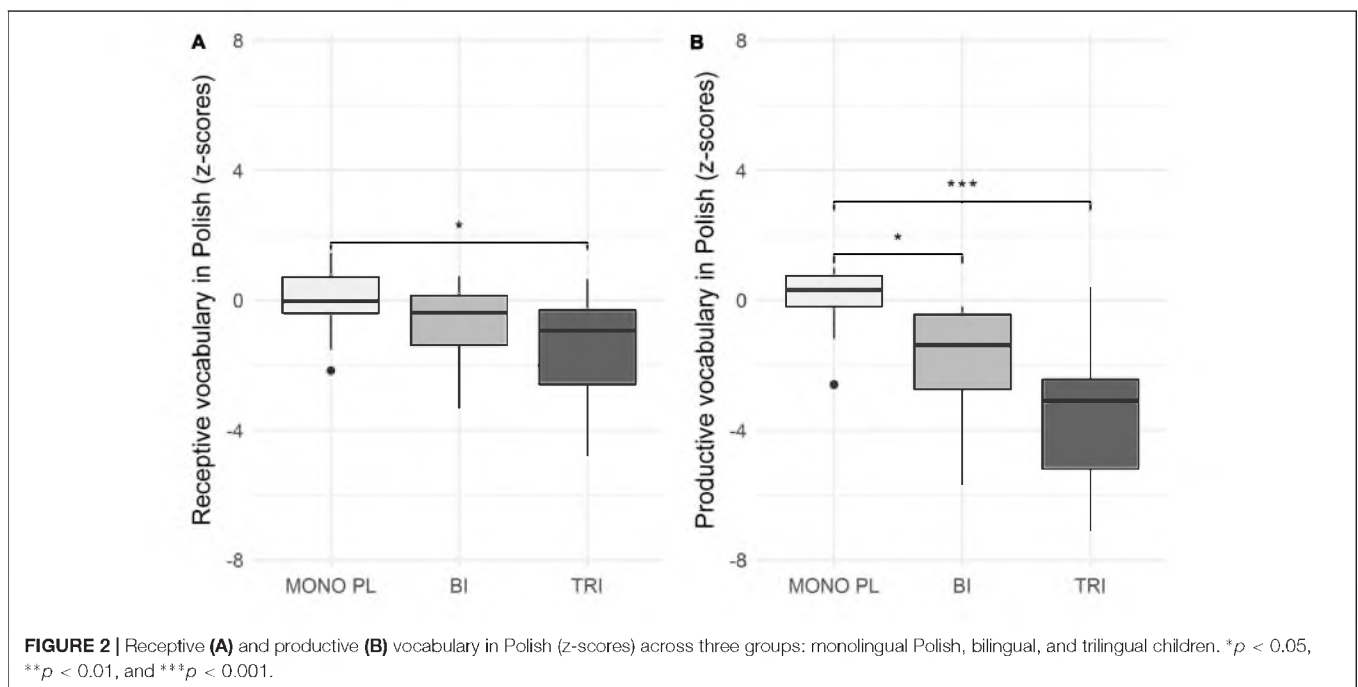 A
B
Receptive vocabulary in Polish (z-scores)
8
4
0
-4
-8
*
MONO PL
BI
TRI
Productive vocabulary in Polish (z-scores)
8
4
0
-4
-8
***
*
MONO PL
BI
TRI
FIGURE 2 | Receptive (A) and productive (B) vocabulary in Polish (z-scores) across three groups: monolingual Polish, bilingual, and trilingual children. *p < 0.05,
**p < 0.01, and ***p < 0.001.